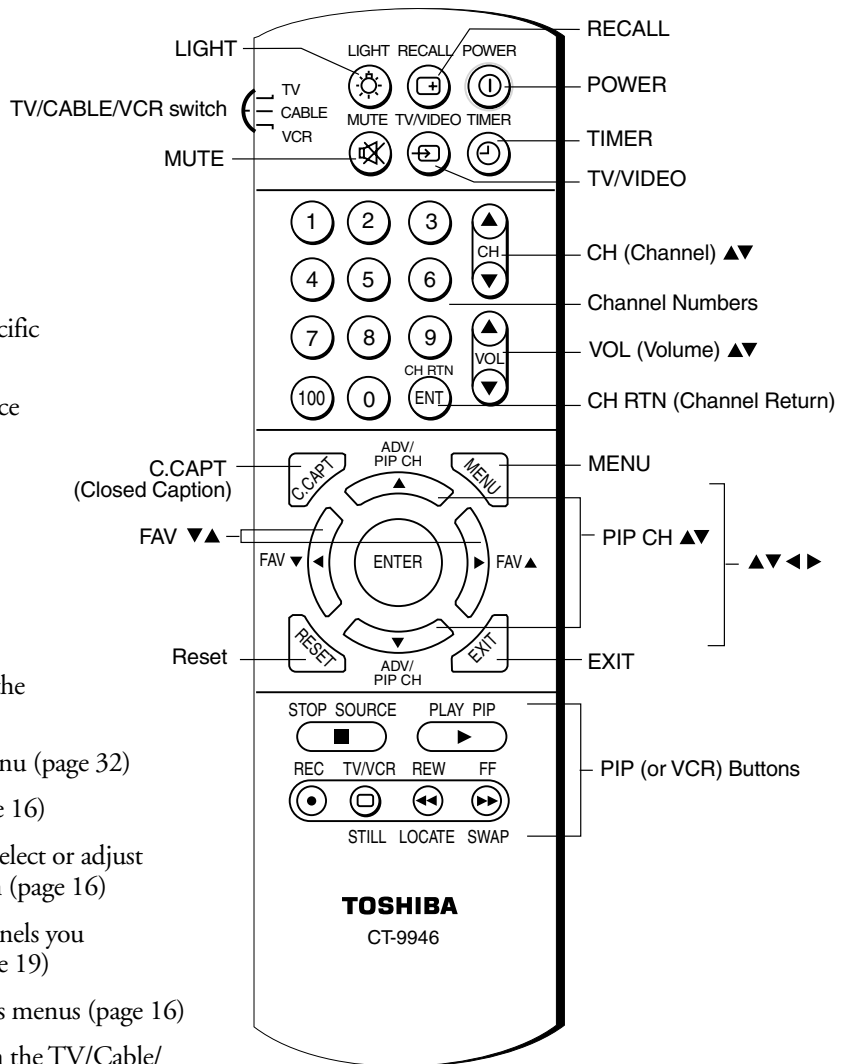 LIGHT
TV/CABLE/VCR switch
MUTE
LIGHT RECALL POWER
TV
CABLE
VCR
MUTE TV/VIDEO TIMER
RECALL
POWER
TIMER
TV/VIDEO
1 2 3
CH
4 5 6
7 8 9
VOL
CH RTN
100 0 ENT
CH (Channel) ▲▼
Channel Numbers
VOL (Volume) ▲▼
CH RTN (Channel Return)
C.CAPT
(Closed Caption)
FAV ▼▲
Reset
ADV/
PIP CH
C.CAPT
MENU
▲
FAV ▼ ◀ ENTER ▶ FAV ▲
RESET
EXIT
▼
ADV/
PIP CH
MENU
PIP CH ▲▼
▲▼ ◀ ▶
EXIT
STOP SOURCE PLAY PIP
REC TV/VCR REW FF
STILL LOCATE SWAP
PIP (or VCR) Buttons
TOSHIBA
CT-9946
cific
ce
he
nu (page 32)
e 16)
elect or adjust
n (page 16)
nels you
e 19)
s menus (page 16)
n the TV/Cable/